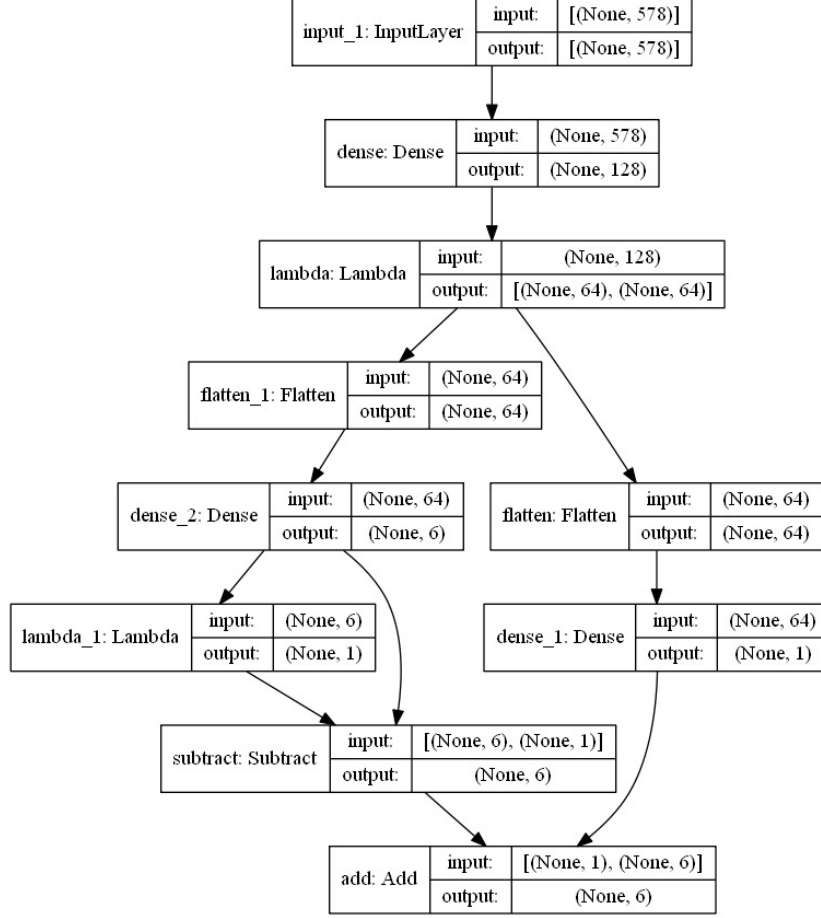 input_1: InputLayer
input: [(None, 578)]
output: [(None, 578)]
dense: Dense
input: (None, 578)
output: (None, 128)
lambda: Lambda
input: (None, 128)
output: [(None, 64), (None, 64)]
flatten_1: Flatten
input: (None, 64)
output: (None, 64)
dense_2: Dense
input: (None, 64)
output: (None, 6)
flatten: Flatten
input: (None, 64)
output: (None, 64)
lambda_1: Lambda
input: (None, 6)
output: (None, 1)
dense_1: Dense
input: (None, 64)
output: (None, 1)
subtract: Subtract
input: [(None, 6), (None, 1)]
output: (None, 6)
add: Add
input: [(None, 1), (None, 6)]
output: (None, 6)